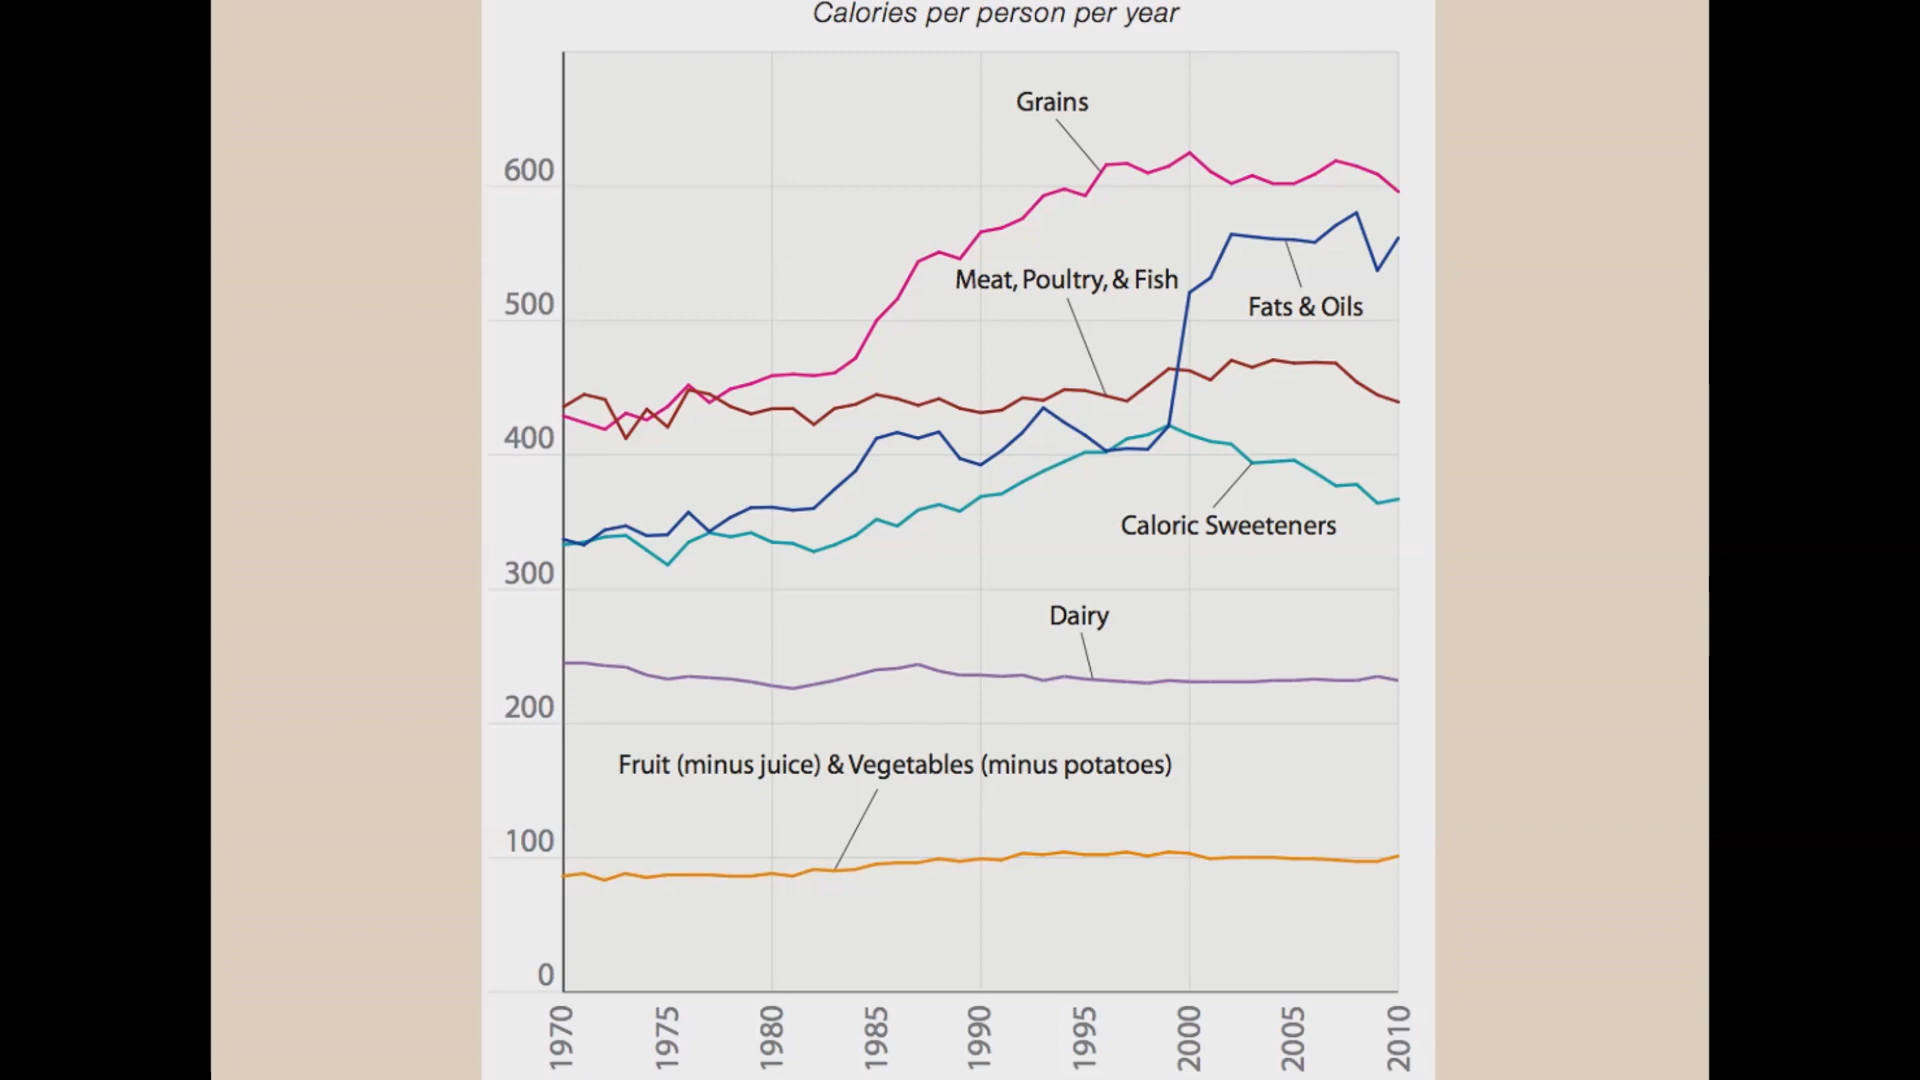 Calories per person per year
Grains
600
Meat, Poultry, & Fish
500
Fats & Oils
400
Caloric Sweeteners
300
Dairy
200
Fruit (minus juice) & Vegetables (minus potatoes)
100
0
1970 1975 1980 1985 1990 1995 2000 2005 2010